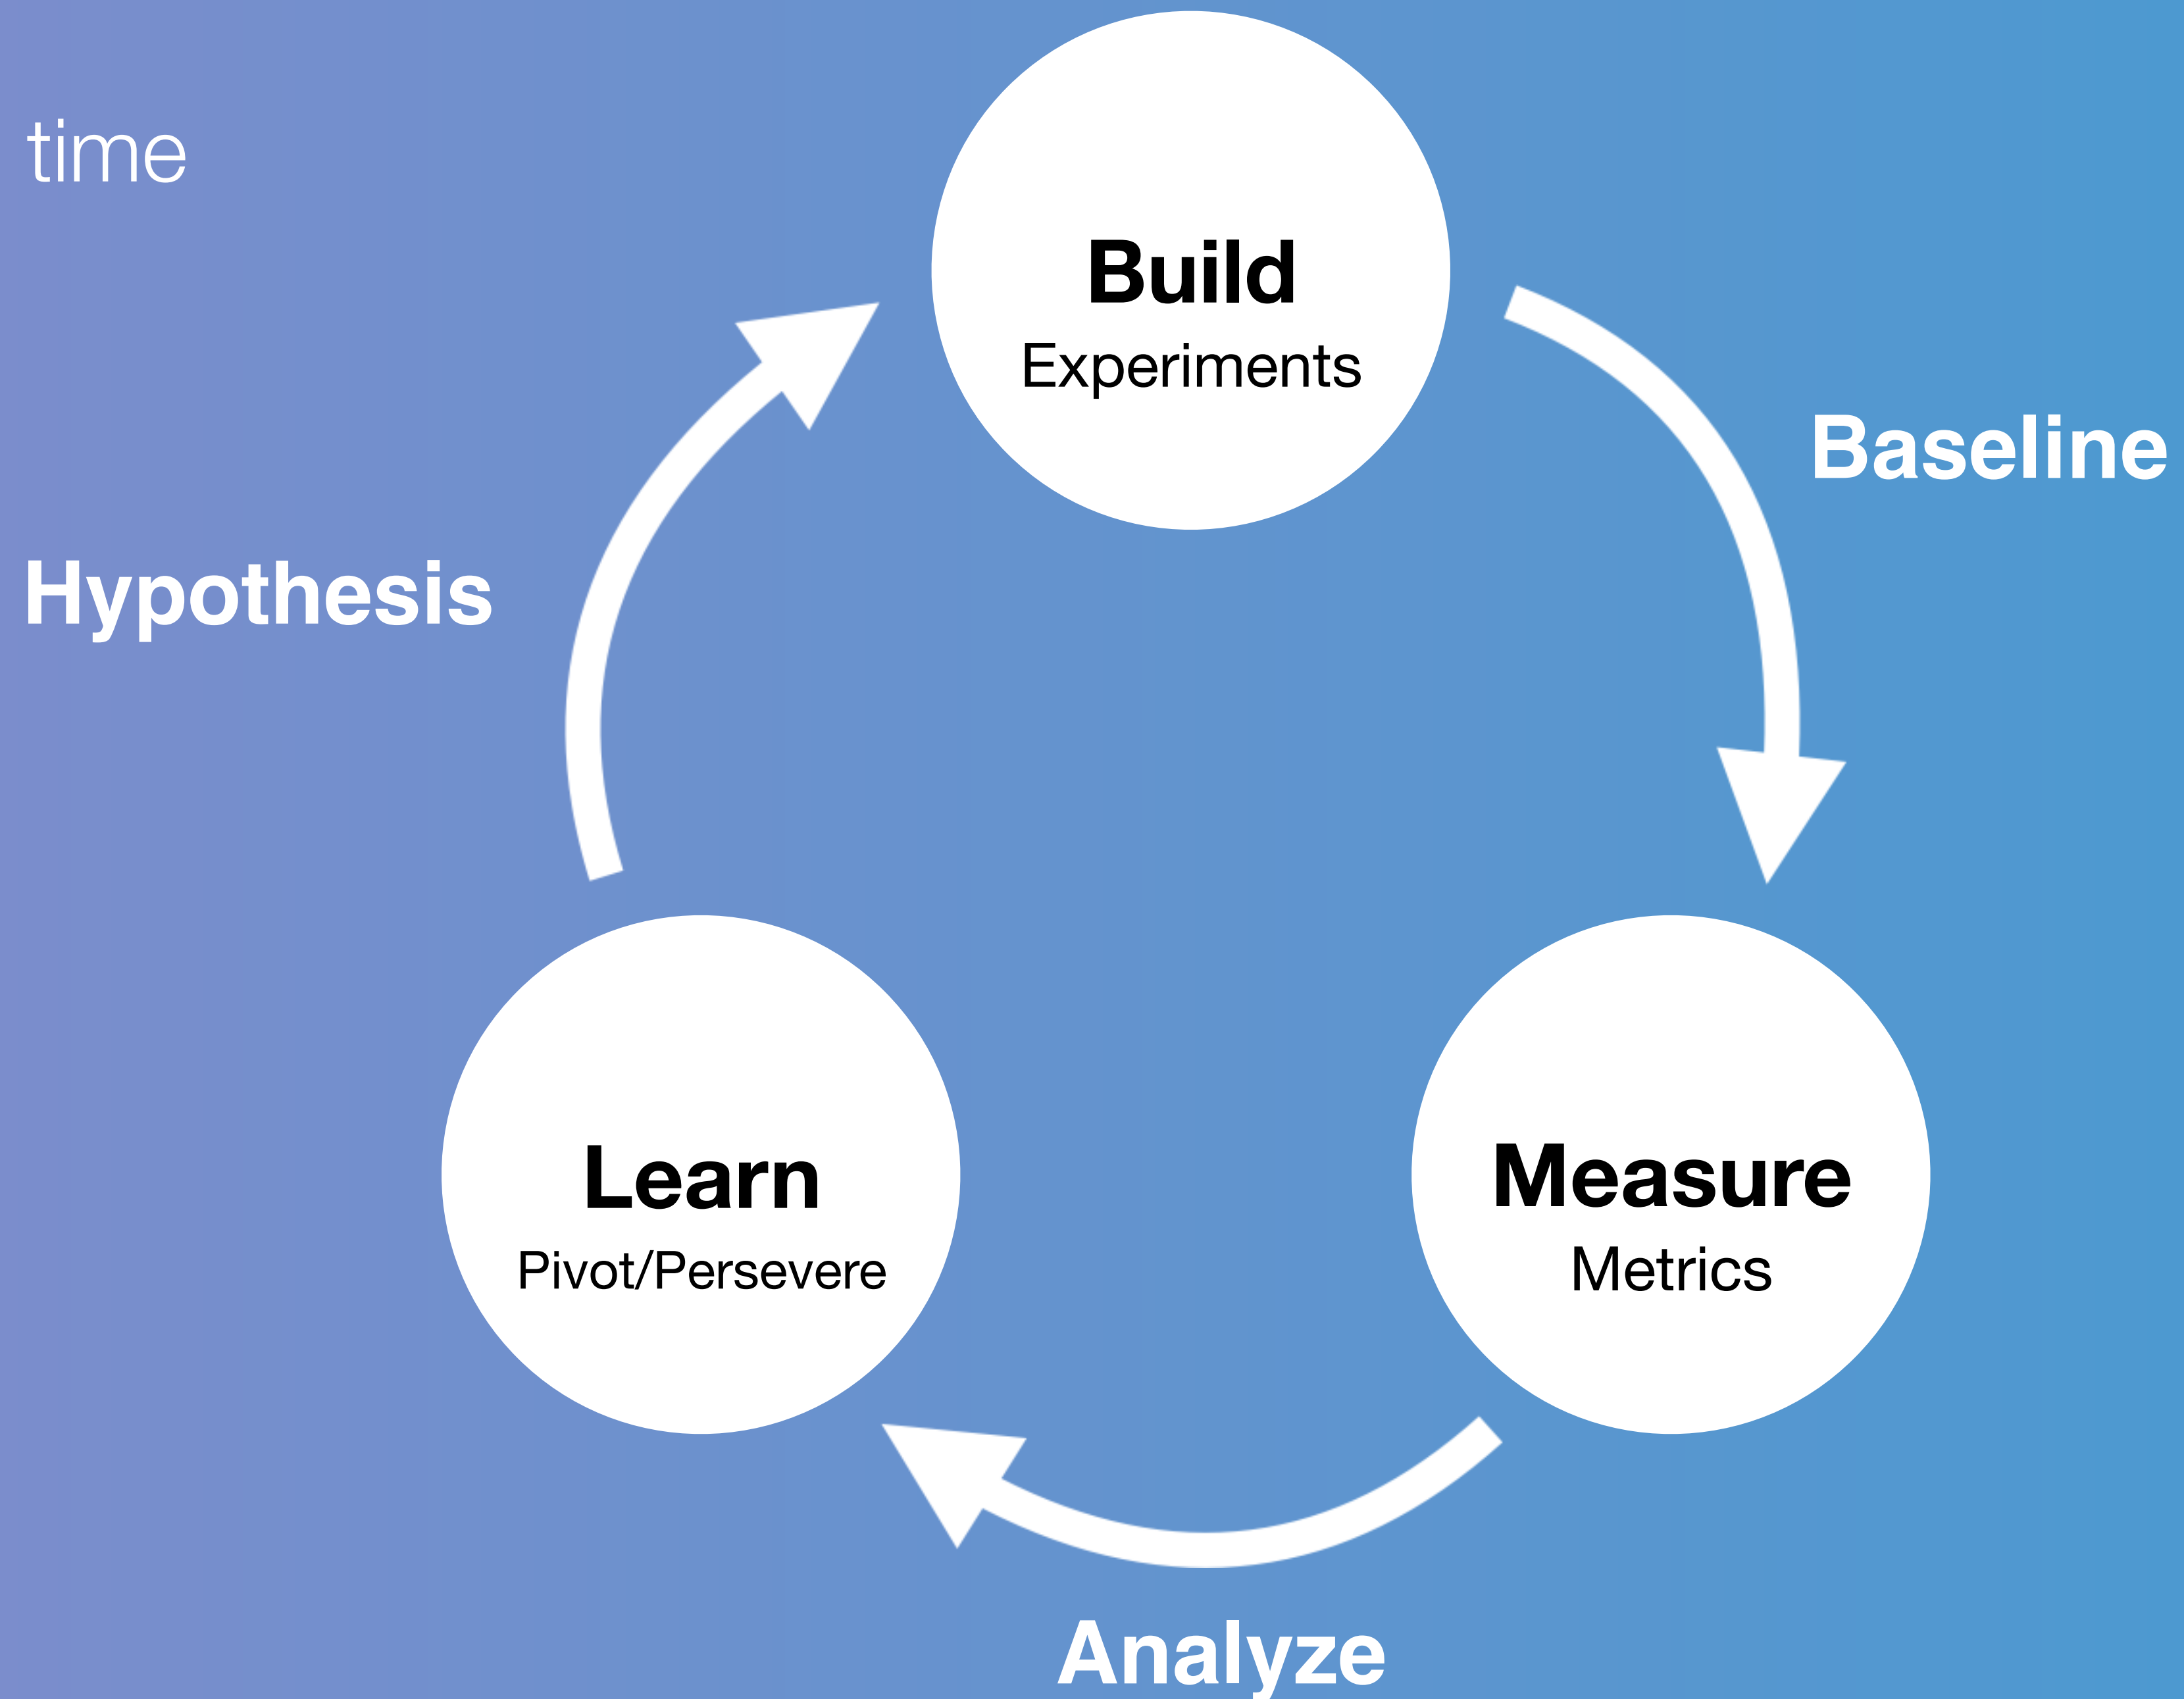 time
Build
Experiments
Baseline
Hypothesis
Learn
Pivot/Persevere
Measure
Metrics
Analyze